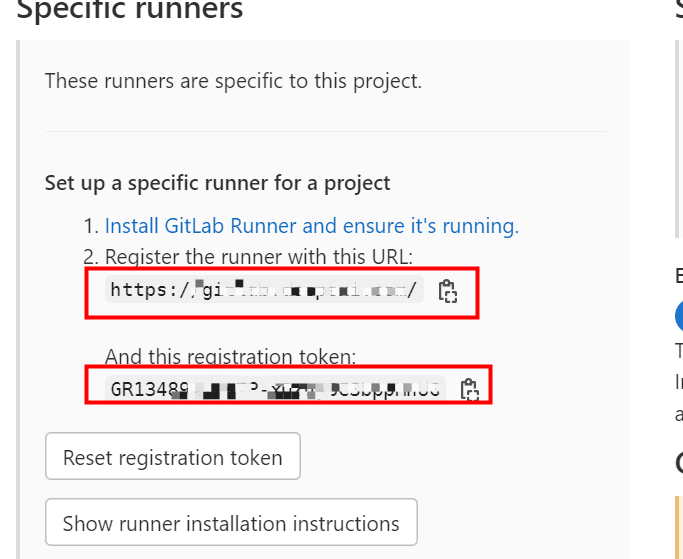 Specific runners
These runners are specific to this project.
Set up a specific runner for a project
1. Install GitLab Runner and ensure it's running.
2. Register the runner with this URL:
https:/
And this registration token:
GR13489
Reset registration token
Show runner installation instructions